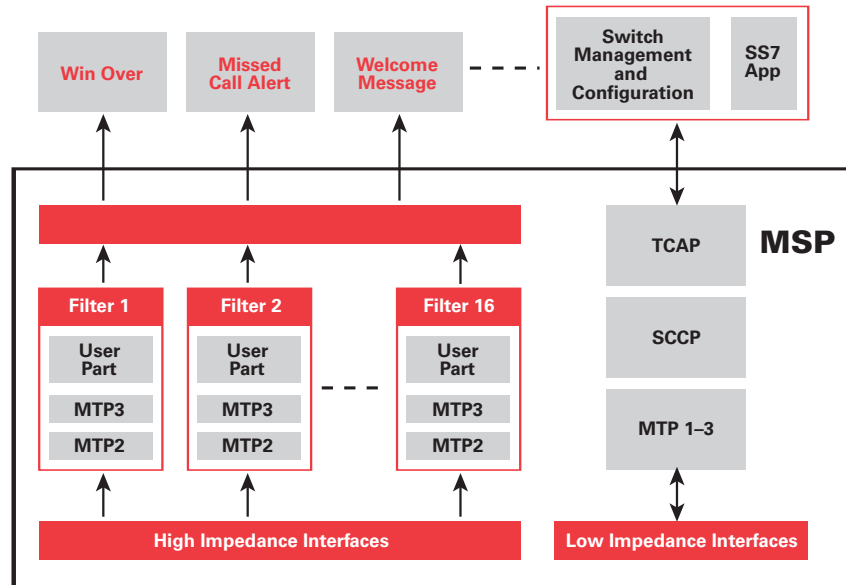 Win Over
Missed
Call Alert
Welcome
Message
Switch
Management
and
Configuration
SS7
App
MSP
TCAP
SCCP
MTP 1–3
Filter 1
User
Part
MTP3
MTP2
Filter 2
User
Part
MTP3
MTP2
Filter 16
User
Part
MTP3
MTP2
High Impedance Interfaces
Low Impedance Interfaces